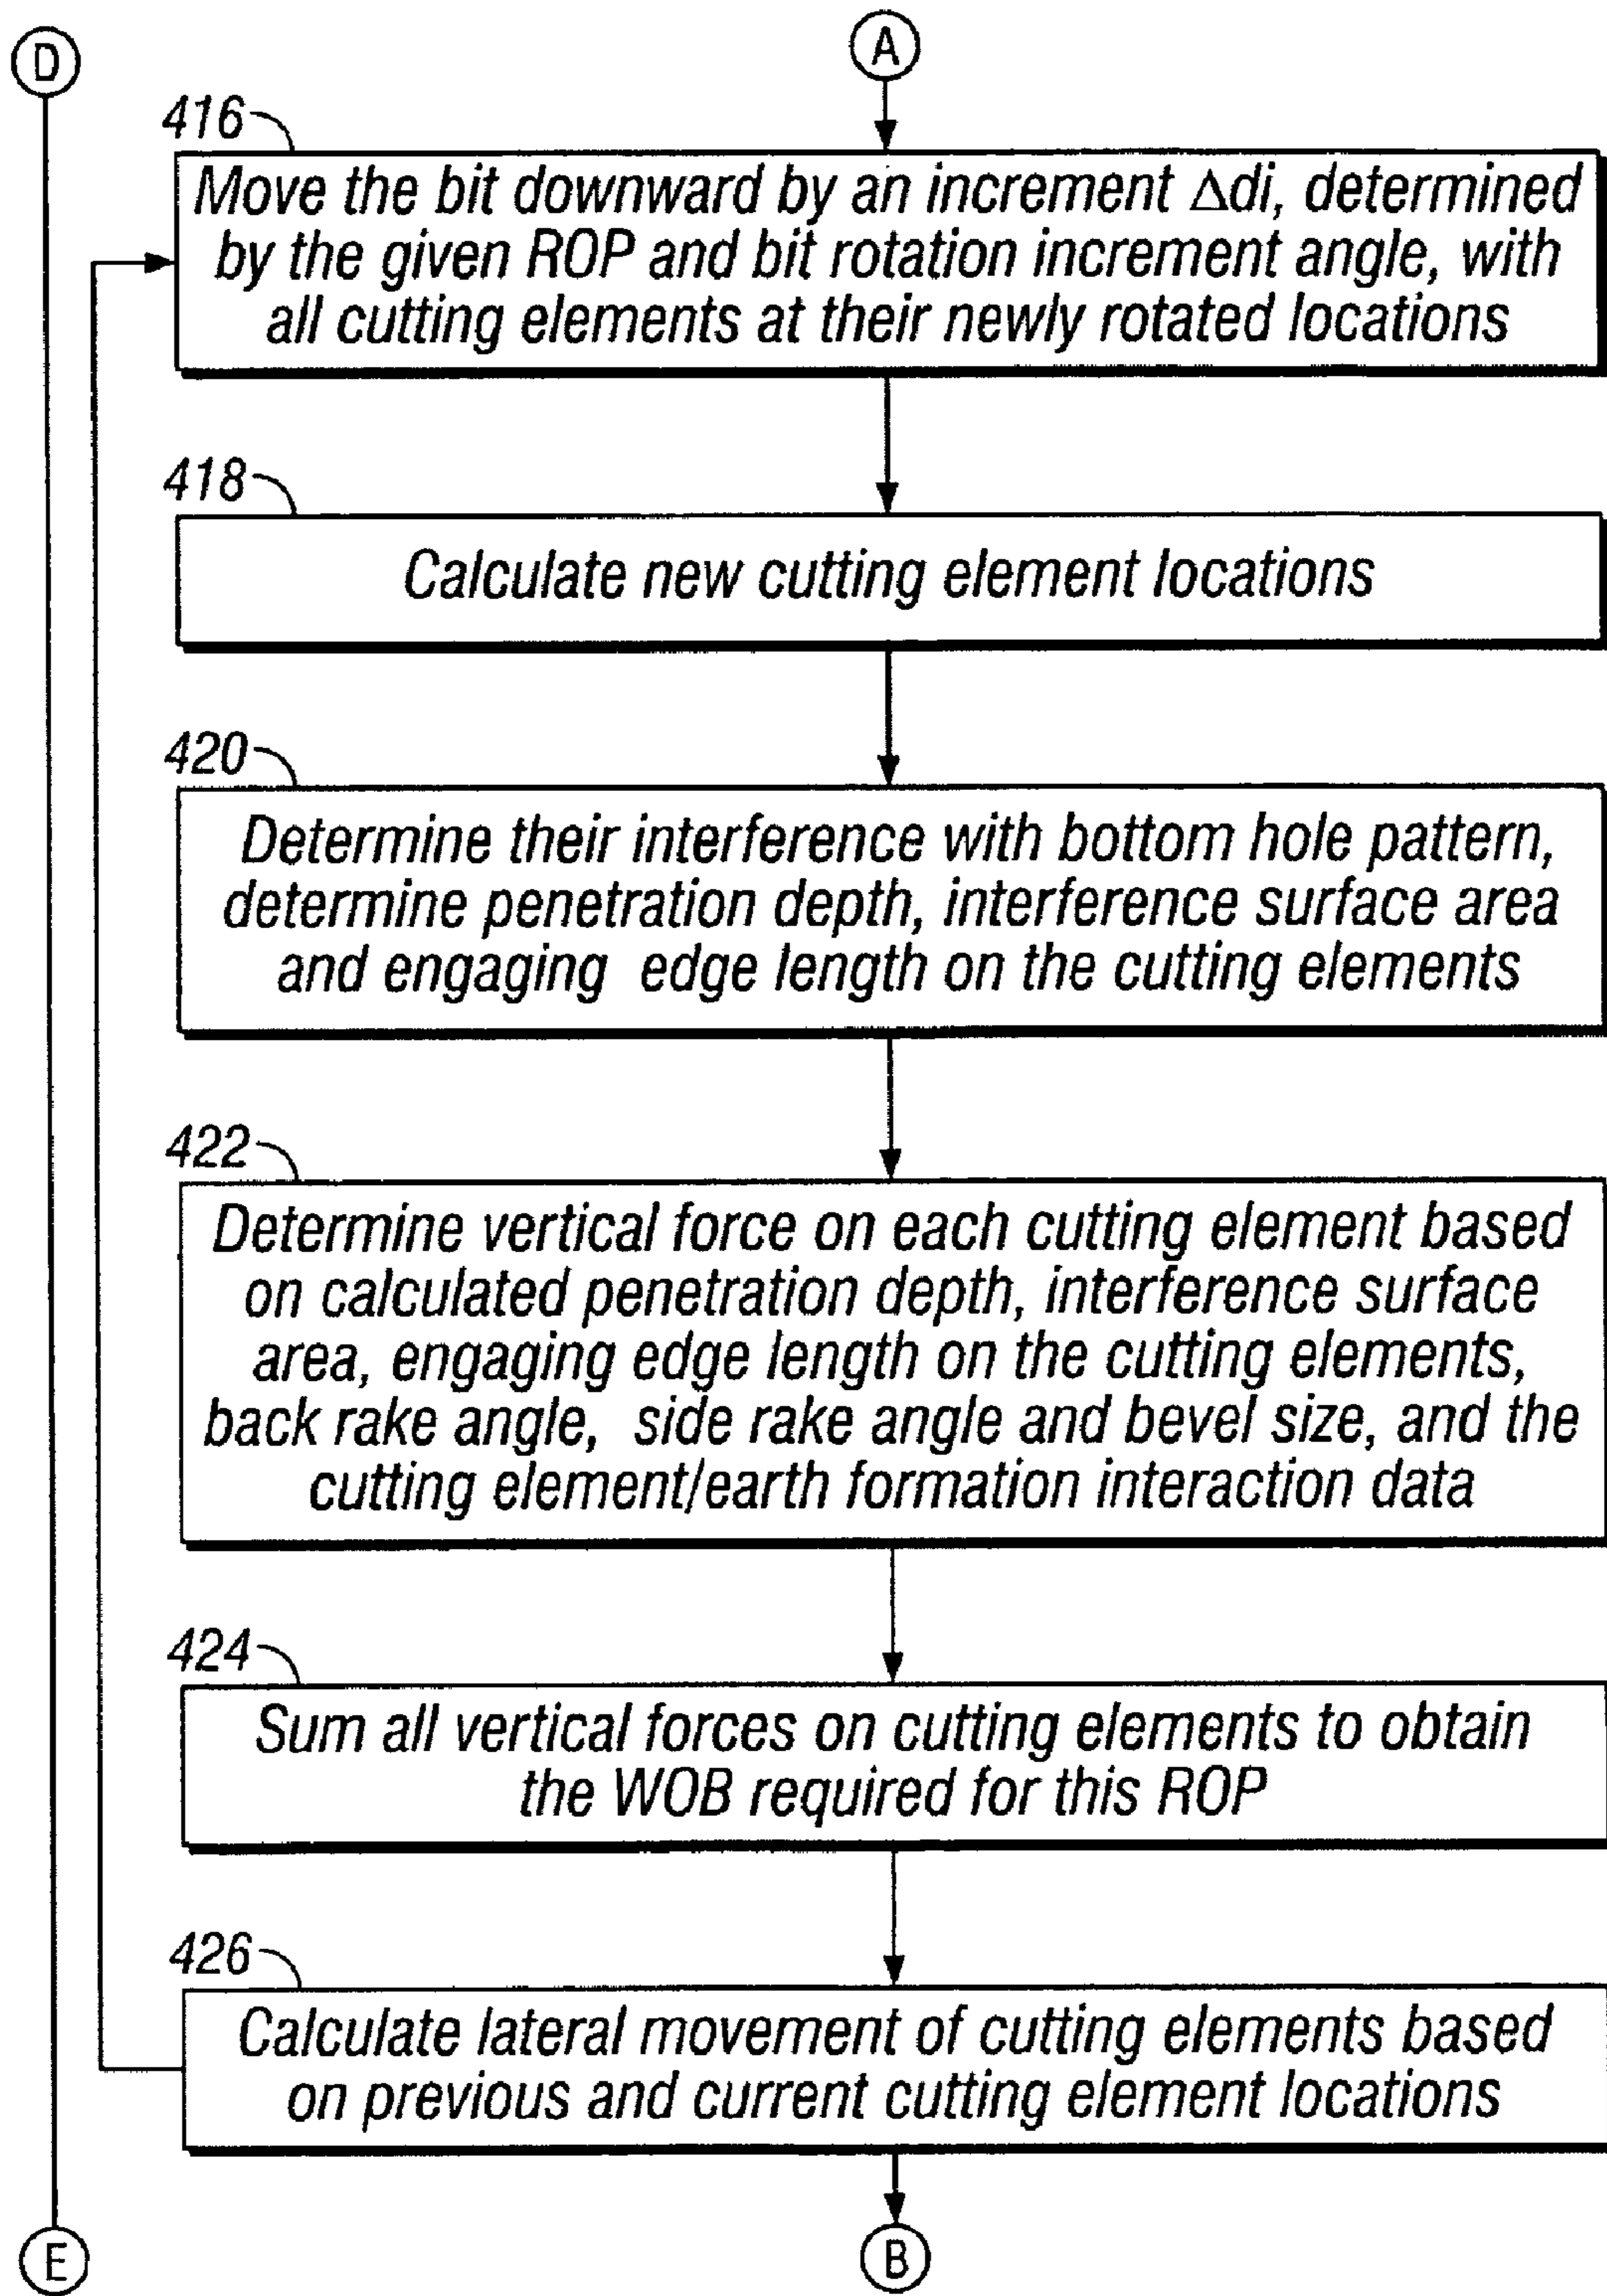 D
A
416
Move the bit downward by an increment Δdi, determined
by the given ROP and bit rotation increment angle, with
all cutting elements at their newly rotated locations
418
Calculate new cutting element locations
420
Determine their interference with bottom hole pattern,
determine penetration depth, interference surface area
and engaging edge length on the cutting elements
422
Determine vertical force on each cutting element based
on calculated penetration depth, interference surface
area, engaging edge length on the cutting elements,
back rake angle, side rake angle and bevel size, and the
cutting element/earth formation interaction data
424
Sum all vertical forces on cutting elements to obtain
the WOB required for this ROP
426
Calculate lateral movement of cutting elements based
on previous and current cutting element locations
E
B